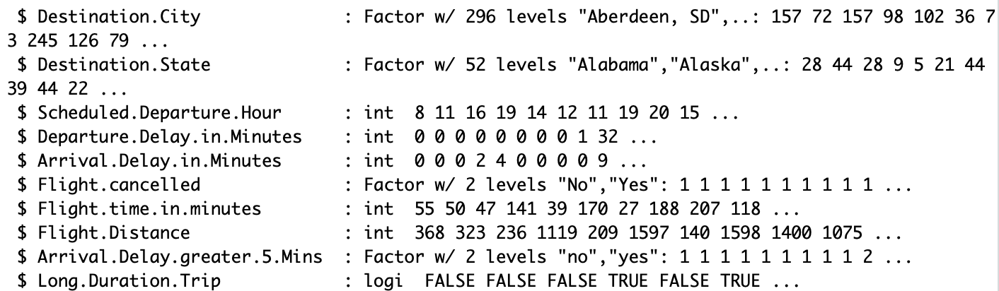 $ Destination.City : Factor w/ 296 levels "Aberdeen, SD",..: 157 72 157 98 102 36 7
3 245 126 79 ...
$ Destination.State : Factor w/ 52 levels "Alabama","Alaska",..: 28 44 28 9 5 21 44
39 44 22 ...
$ Scheduled.Departure.Hour : int 8 11 16 19 14 12 11 19 20 15 ...
$ Departure.Delay.in.Minutes : int 0 0 0 0 0 0 0 0 1 32 ...
$ Arrival.Delay.in.Minutes : int 0 0 0 2 4 0 0 0 0 9 ...
$ Flight.cancelled : Factor w/ 2 levels "No","Yes": 1 1 1 1 1 1 1 1 1 1 ...
$ Flight.time.in.minutes : int 55 50 47 141 39 170 27 188 207 118 ...
$ Flight.Distance : int 368 323 236 1119 209 1597 140 1598 1400 1075 ...
$ Arrival.Delay.greater.5.Mins : Factor w/ 2 levels "no","yes": 1 1 1 1 1 1 1 1 1 2 ...
$ Long.Duration.Trip : logi FALSE FALSE FALSE TRUE FALSE TRUE ...